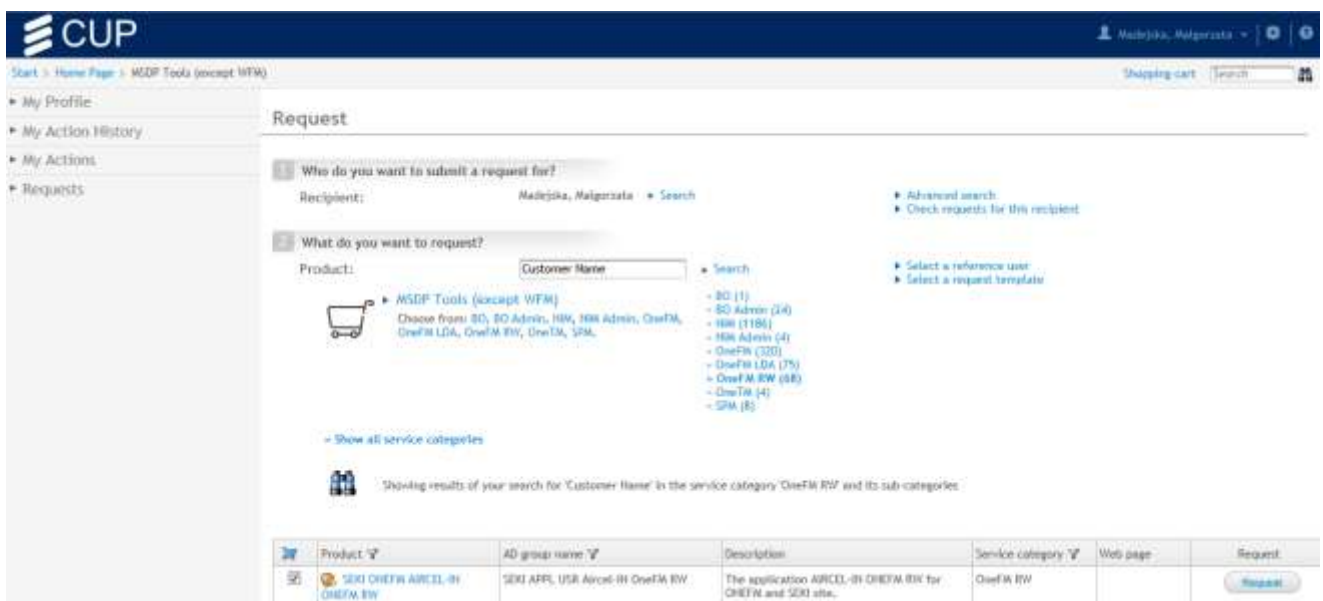 CUP
Madejska, Malgorzata
Start > Home Page > MSDP Tools (except WFM)
Shopping cart Search
My Profile
My Action History
My Actions
Requests
Request
1 Who do you want to submit a request for?
Recipient: Madejska, Malgorzata Search
Advanced search
Check requests for this recipient
2 What do you want to request?
Product: Customer Name Search
Select a reference user
Select a request template
MSDP Tools (except WFM)
Choose from: BO, BO Admin, HIM, HIM Admin, OneFM,
OneFM LDA, OneFM RW, OneTM, SPM.
- BO (1)
- BO Admin (24)
- HIM (1186)
- HIM Admin (4)
- OneFM (320)
- OneFM LDA (75)
- OneFM RW (68)
- OneTM (4)
- SPM (8)
Show all service categories
Showing results of your search for 'Customer Name' in the service category 'OneFM RW' and its sub-categories
Product AD group name Description Service category Web page Request
SEKI ONEFM AIRCEL-IN SEKI APPL USR Aircel-IN OneFM RW The application AIRCEL-IN ONEFM RW for OneFM RW Request
ONEFM RW ONEFM and SEKI site.